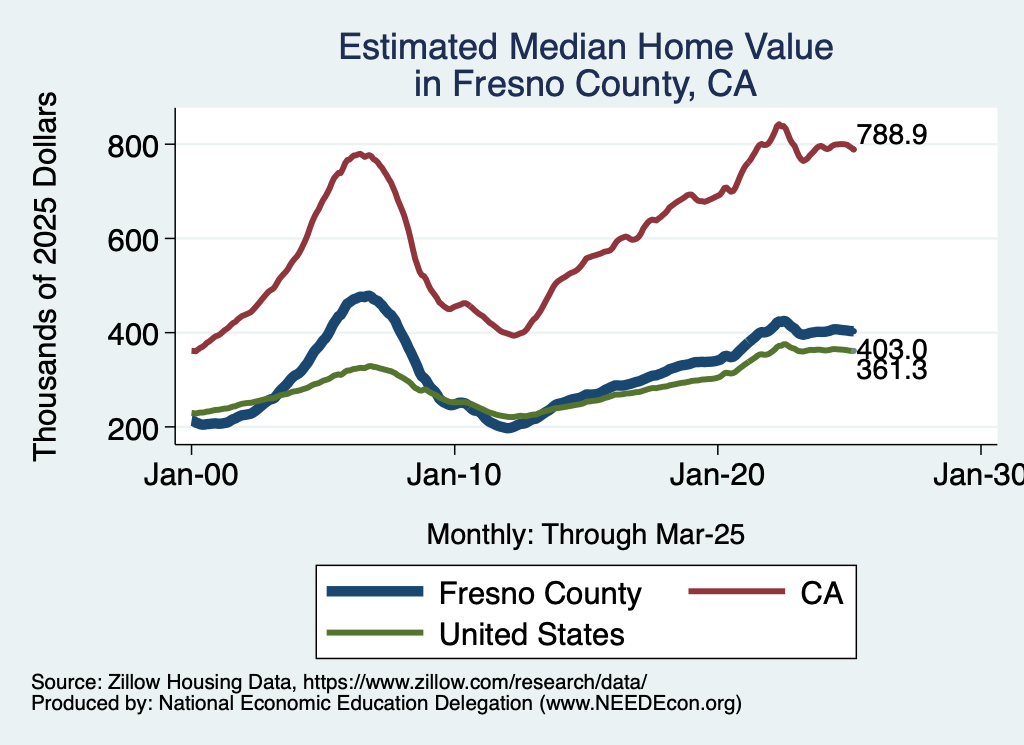 Estimated Median Home Value
in Fresno County, CA
Thousands of 2025 Dollars
800
600
400
200
788.9
403.0
361.3
Jan-00
Jan-10
Jan-20
Jan-30
Monthly: Through Mar-25
Fresno County
CA
United States
Source: Zillow Housing Data, https://www.zillow.com/research/data/
Produced by: National Economic Education Delegation (www.NEEDEcon.org)